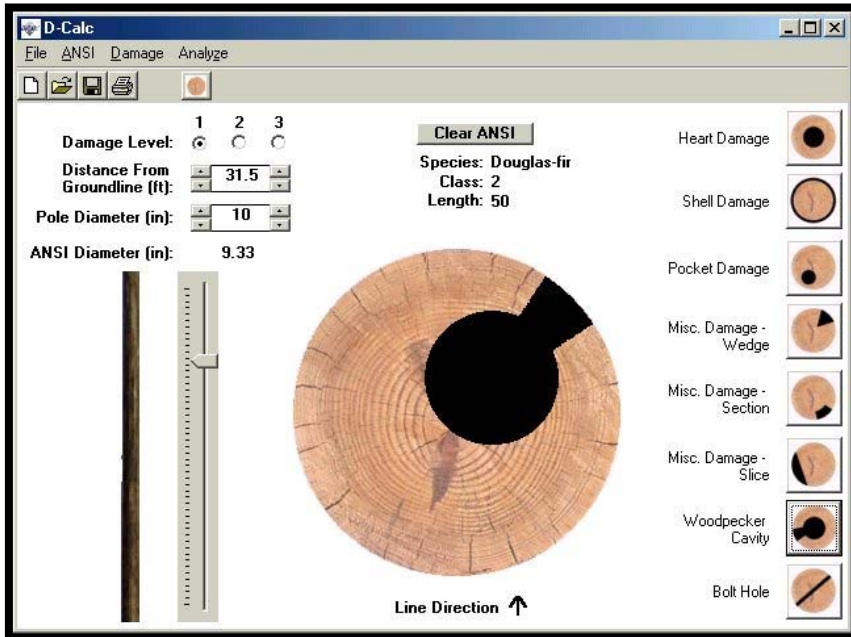 D-Calc
File ANSI Damage Analyze
1 2 3
Damage Level:
Distance From
Groundline (ft):
31.5
Pole Diameter (in):
10
ANSI Diameter (in):
9.33
Clear ANSI
Species: Douglas-fir
Class: 2
Length: 50
Line Direction
Heart Damage
Shell Damage
Pocket Damage
Misc. Damage -
Wedge
Misc. Damage -
Section
Misc. Damage -
Slice
Woodpecker
Cavity
Bolt Hole